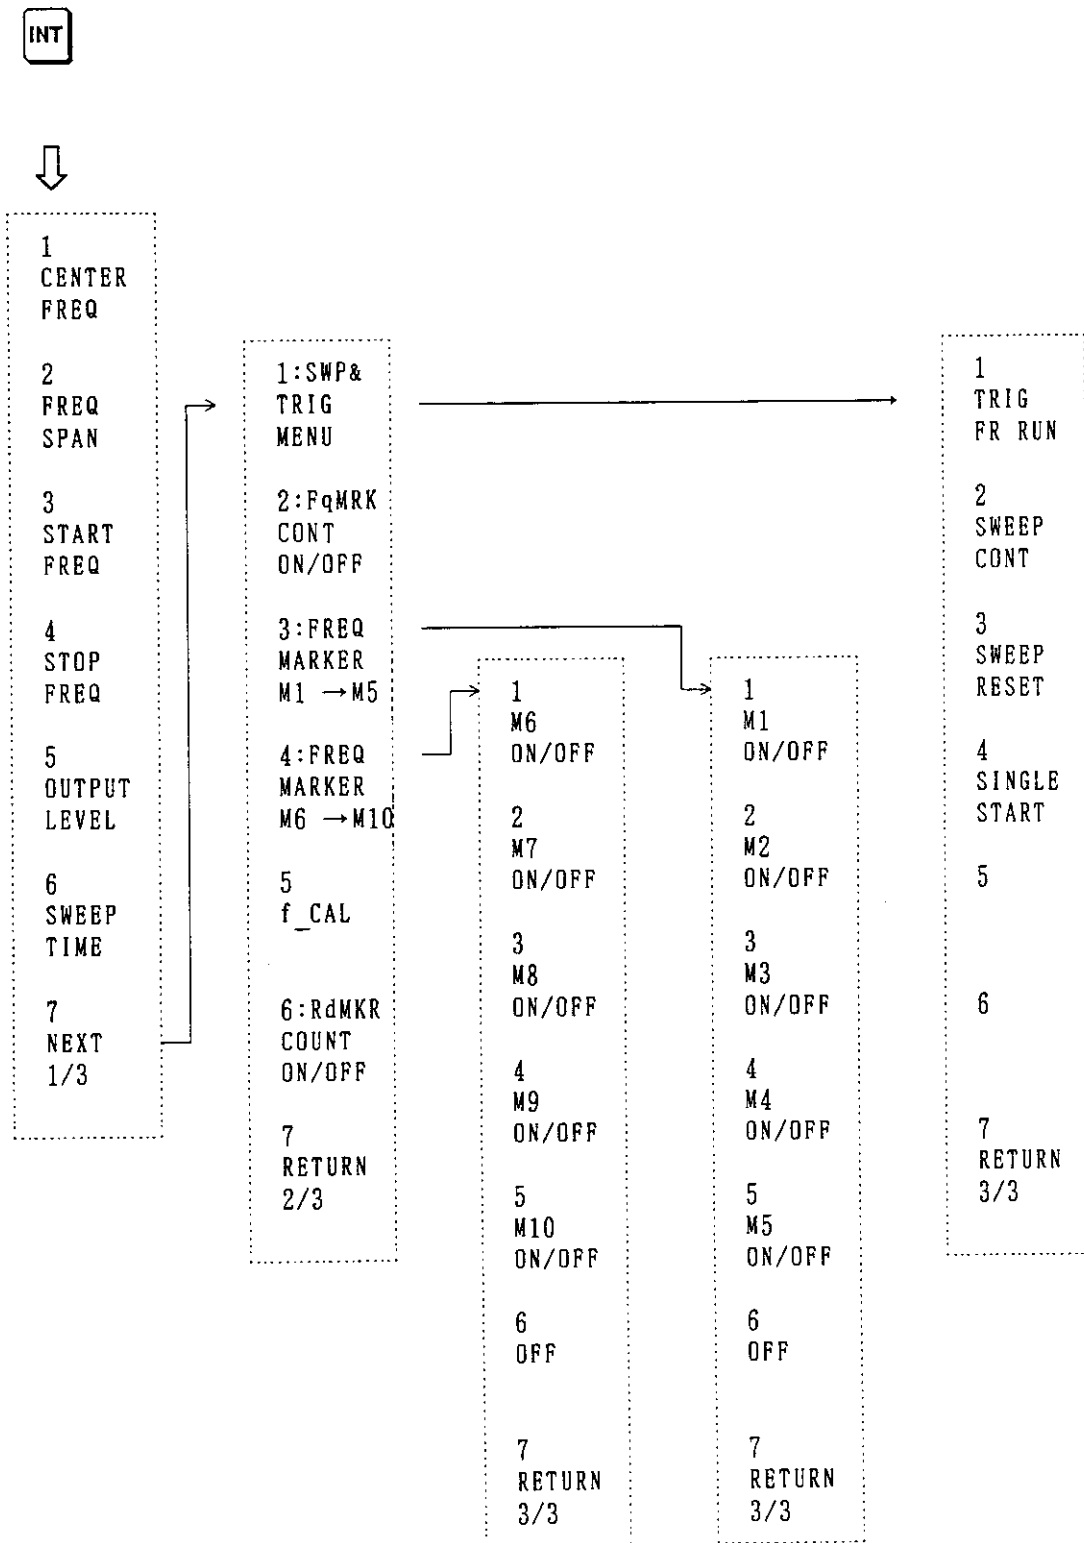 INT
1
CENTER
FREQ
2
FREQ
SPAN
3
START
FREQ
4
STOP
FREQ
5
OUTPUT
LEVEL
6
SWEEP
TIME
7
NEXT
1/3
1:SWP&
TRIG
MENU
2:FqMRK
CONT
ON/OFF
3:FREQ
MARKER
M1 →M5
4:FREQ
MARKER
M6 →M10
5
f_CAL
6:RdMKR
COUNT
ON/OFF
7
RETURN
2/3
1
M6
ON/OFF
2
M7
ON/OFF
3
M8
ON/OFF
4
M9
ON/OFF
5
M10
ON/OFF
6
OFF
7
RETURN
3/3
1
M1
ON/OFF
2
M2
ON/OFF
3
M3
ON/OFF
4
M4
ON/OFF
5
M5
ON/OFF
6
OFF
7
RETURN
3/3
1
TRIG
FR RUN
2
SWEEP
CONT
3
SWEEP
RESET
4
SINGLE
START
5
6
7
RETURN
3/3